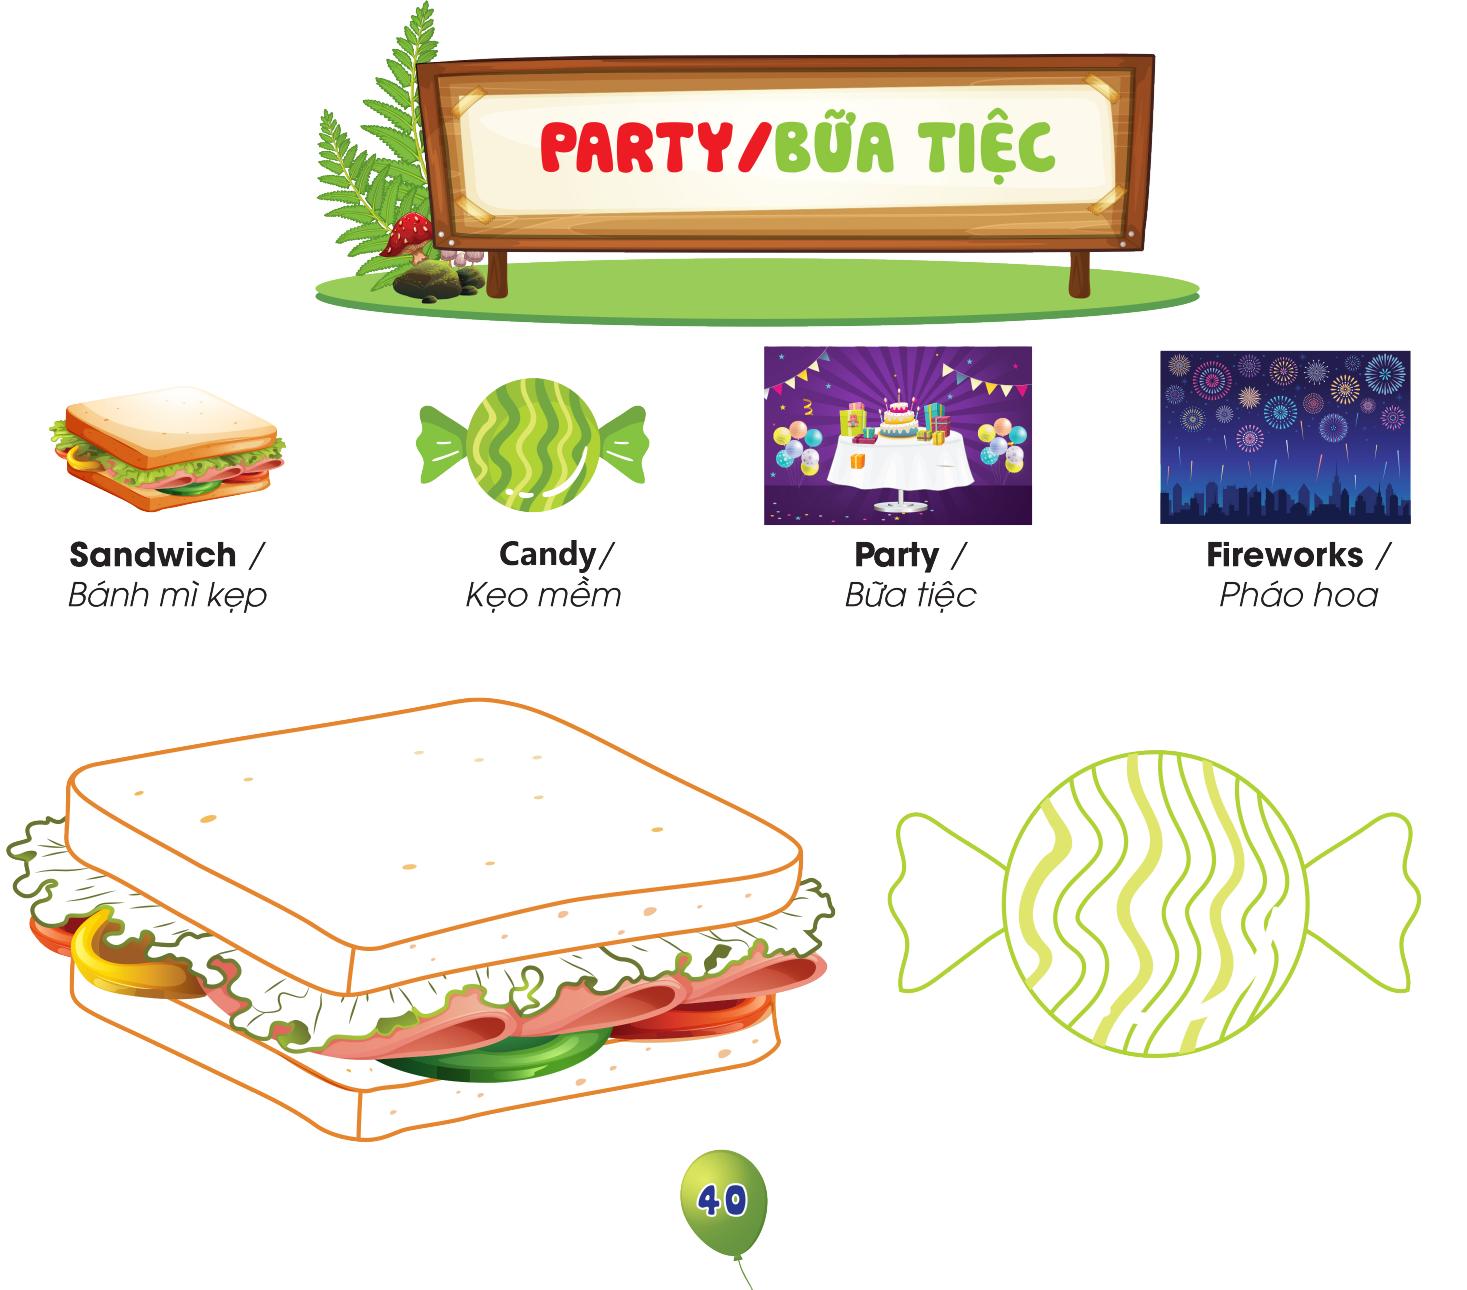 PARTY/BỮA TIỆC
Sandwich /
Bánh mì kẹp
Candy/
Kẹo mềm
Party /
Bữa tiệc
Fireworks /
Pháo hoa
40